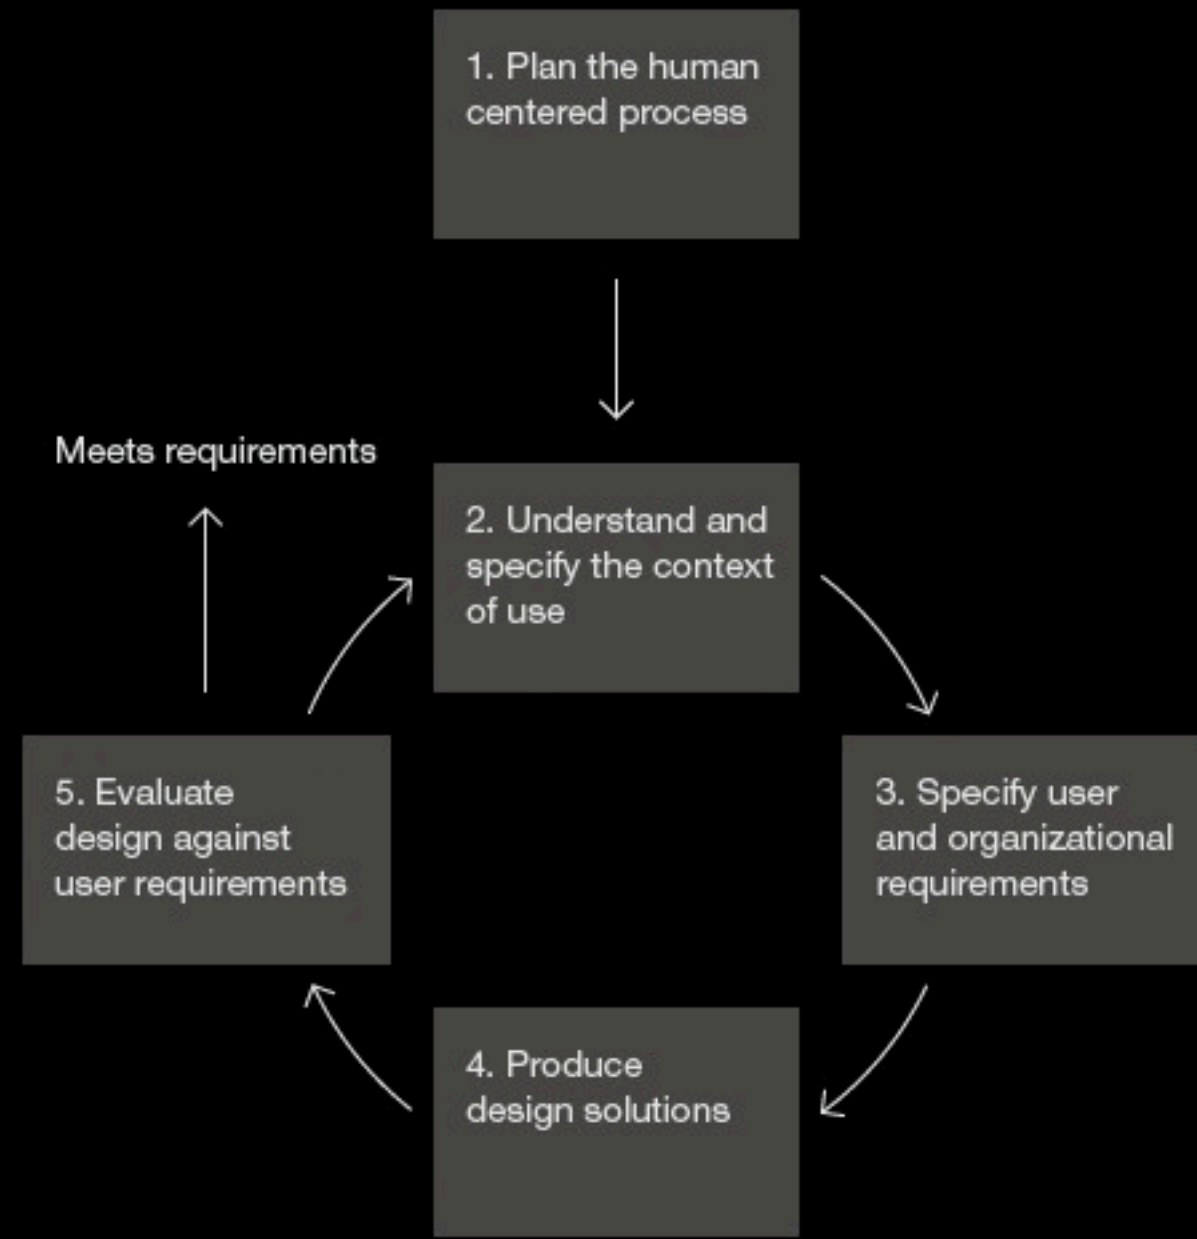 1. Plan the human
centered process
Meets requirements
2. Understand and
specify the context
of use
3. Specify user
and organizational
requirements
4. Produce
design solutions
5. Evaluate
design against
user requirements